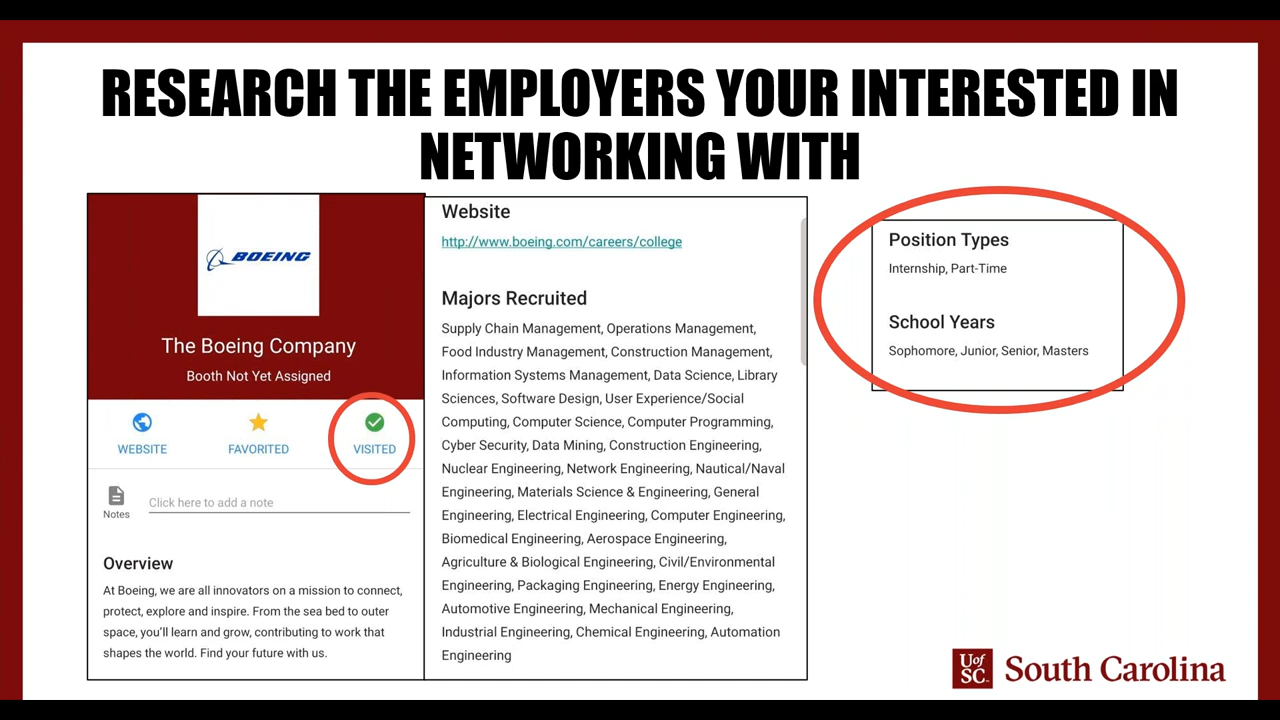 RESEARCH THE EMPLOYERS YOUR INTERESTED IN
NETWORKING WITH
BOEING
The Boeing Company
Booth Not Yet Assigned
WEBSITE
FAVORITED
VISITED
Notes
Click here to add a note
Overview
At Boeing, we are all innovators on a mission to connect,
protect, explore and inspire. From the sea bed to outer
space, you'll learn and grow, contributing to work that
shapes the world. Find your future with us.
Website
http://www.boeing.com/careers/college
Majors Recruited
Supply Chain Management, Operations Management,
Food Industry Management, Construction Management,
Information Systems Management, Data Science, Library
Sciences, Software Design, User Experience/Social
Computing, Computer Science, Computer Programming,
Cyber Security, Data Mining, Construction Engineering,
Nuclear Engineering, Network Engineering, Nautical/Naval
Engineering, Materials Science & Engineering, General
Engineering, Electrical Engineering, Computer Engineering,
Biomedical Engineering, Aerospace Engineering,
Agriculture & Biological Engineering, Civil/Environmental
Engineering, Packaging Engineering, Energy Engineering,
Automotive Engineering, Mechanical Engineering,
Industrial Engineering, Chemical Engineering, Automation
Engineering
Position Types
Internship, Part-Time
School Years
Sophomore, Junior, Senior, Masters
UofSC
South Carolina